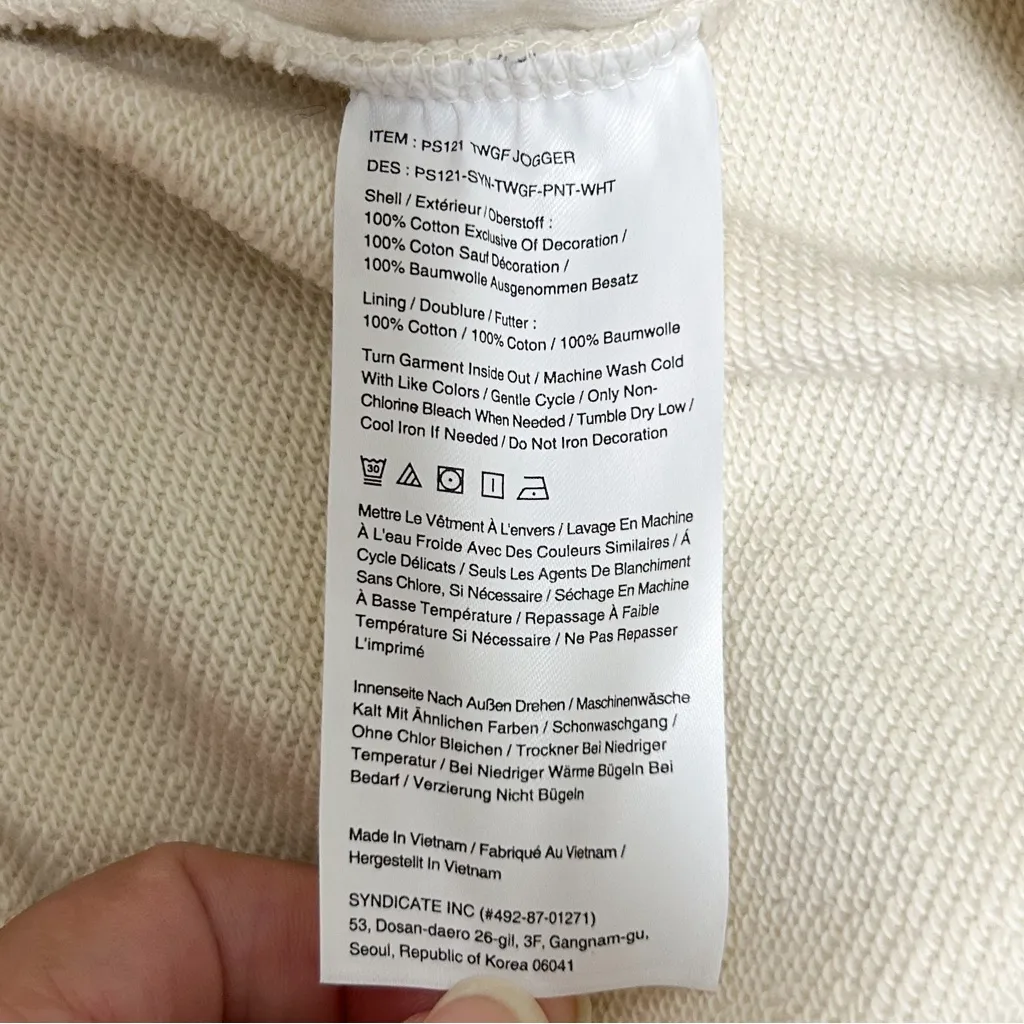 ITEM : PS121 TWGF JOGGER
DES : PS121-SYN-TWGF-PNT-WHT
Shell / Extérieur / Oberstoff :
100% Cotton Exclusive Of Decoration /
100% Coton Sauf Décoration /
100% Baumwolle Ausgenommen Besatz
Lining / Doublure / Futter :
100% Cotton / 100% Coton / 100% Baumwolle
Turn Garment Inside Out / Machine Wash Cold
With Like Colors / Gentle Cycle / Only Non-
Chlorine Bleach When Needed / Tumble Dry Low /
Cool Iron If Needed / Do Not Iron Decoration
30
Mettre Le Vêtment À L'envers / Lavage En Machine
À L'eau Froide Avec Des Couleurs Similaires / Á
Cycle Délicats / Seuls Les Agents De Blanchiment
Sans Chlore, Si Nécessaire / Séchage En Machine
À Basse Température / Repassage À Faible
Température Si Nécessaire / Ne Pas Repasser
L'imprimé
Innenseite Nach Außen Drehen / Maschinenwäsche
Kalt Mit Ähnlichen Farben / Schonwaschgang /
Ohne Chlor Bleichen / Trockner Bei Niedriger
Temperatur / Bei Niedriger Wärme Bügeln Bei
Bedarf / Verzierung Nicht Bügeln
Made In Vietnam / Fabriqué Au Vietnam /
Hergestellt In Vietnam
SYNDICATE INC (#492-87-01271)
53, Dosan-daero 26-gil, 3F, Gangnam-gu,
Seoul, Republic of Korea 06041